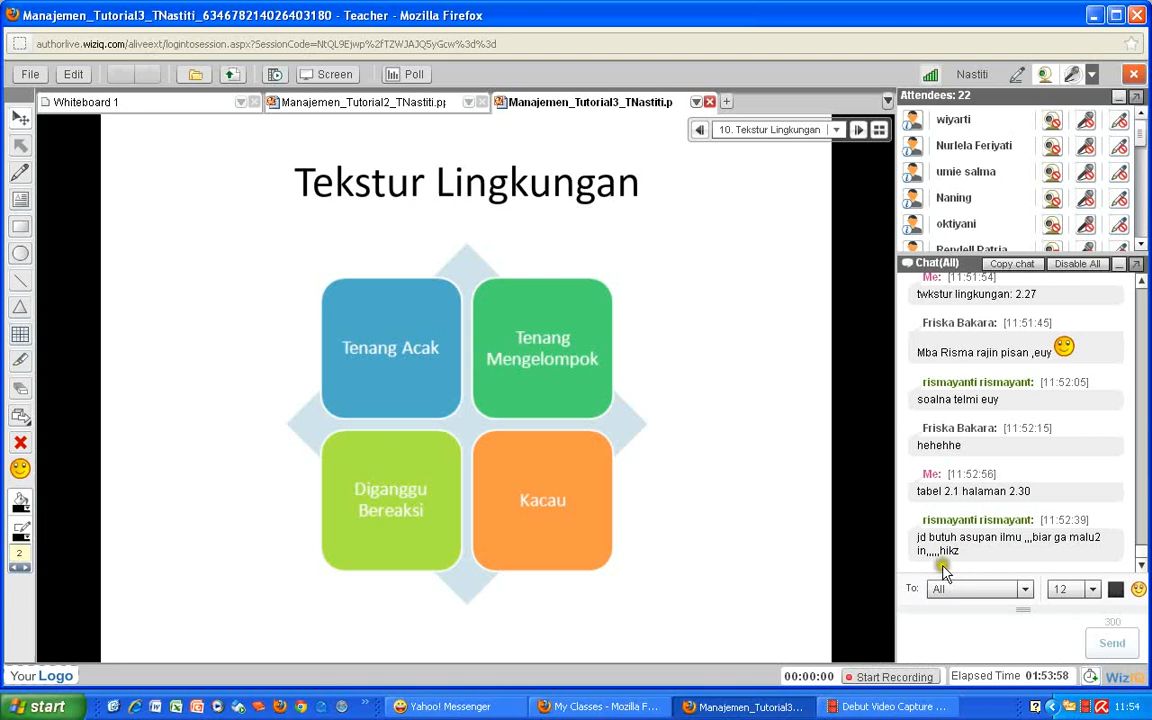 Manajemen_Tutorial3_TNastiti_634678214026403180 - Teacher - Mozilla Firefox
authorlive.wiziq.com/aliveext/logintosession.aspx?SessionCode=NtQL9Ejwp%2fTZWJAJQ5yGcw%3d%3d
File Edit Screen Poll Nastiti
Whiteboard 1 Manajemen_Tutorial2_TNastiti.pp Manajemen_Tutorial3_TNastiti.p
10. Tekstur Lingkungan
Tekstur Lingkungan
Tenang Acak
Tenang
Mengelompok
Diganggu
Bereaksi
Kacau
Attendees: 22
wiyarti
Nurlela Feriyati
umie salma
Naning
oktiyani
Rendell Patria
Chat(All) Copy chat Disable All
Me: [11:51:54]
twkstur lingkungan: 2.27
Friska Bakara: [11:51:45]
Mba Risma rajin pisan ,euy
rismayanti rismayant: [11:52:05]
soalna telmi euy
Friska Bakara: [11:52:15]
hehehhe
Me: [11:52:56]
tabel 2.1 halaman 2.30
rismayanti rismayant: [11:52:39]
jd butuh asupan ilmu ,,,biar ga malu2
in,,,,,hikz
To: All 12
300
Send
2
Your Logo 00:00:00 Start Recording Elapsed Time 01:53:58 WizIQ
start Yahoo! Messenger My Classes - Mozilla F... Manajemen_Tutorial3... Debut Video Capture ... 11:54